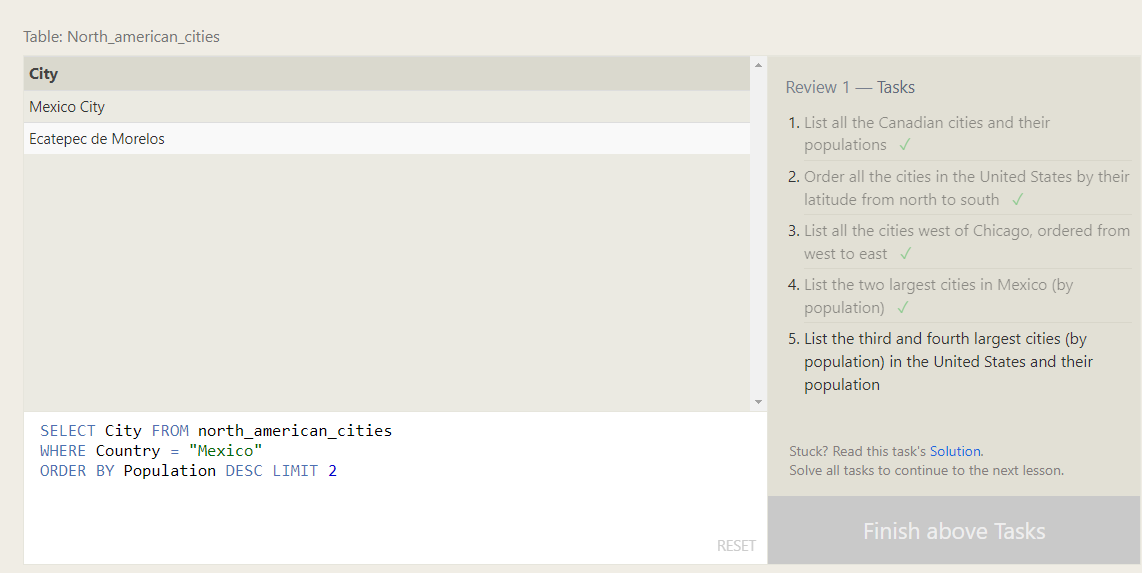 Table: North_american_cities
City
Mexico City
Ecatepec de Morelos
SELECT City FROM north_american_cities
WHERE Country = "Mexico"
ORDER BY Population DESC LIMIT 2
RESET
Review 1 — Tasks
1. List all the Canadian cities and their
populations ✓
2. Order all the cities in the United States by their
latitude from north to south ✓
3. List all the cities west of Chicago, ordered from
west to east ✓
4. List the two largest cities in Mexico (by
population) ✓
5. List the third and fourth largest cities (by
population) in the United States and their
population
Stuck? Read this task's Solution.
Solve all tasks to continue to the next lesson.
Finish above Tasks